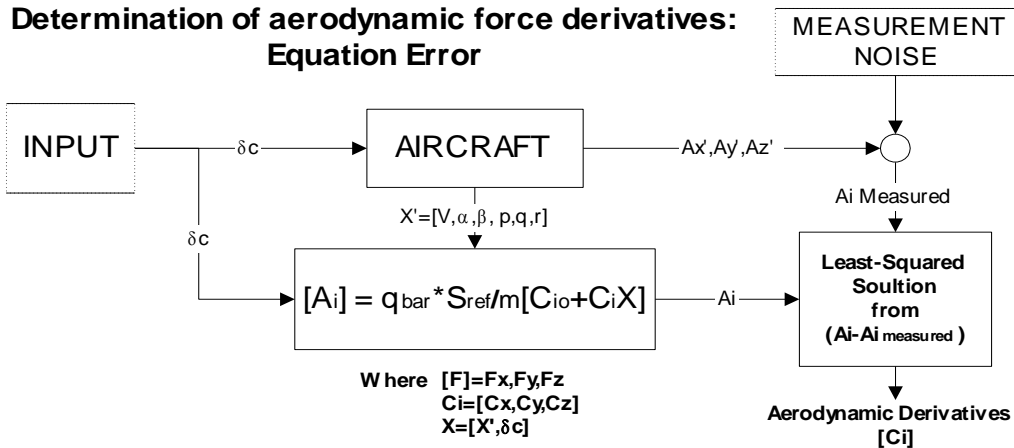 Determination of aerodynamic force derivatives:
Equation Error
MEASUREMENT
NOISE
INPUT
δc
AIRCRAFT
Ax',Ay',Az'
X'=[V,α,β, p,q,r]
Ai Measured
δc
[Ai] = qbar*Sref/m[Cio+CiX]
Ai
Least-Squared
Soultion
from
(Ai-Ai measured )
Where [F]=Fx,Fy,Fz
Ci=[Cx,Cy,Cz]
X=[X',δc]
Aerodynamic Derivatives
[Ci]